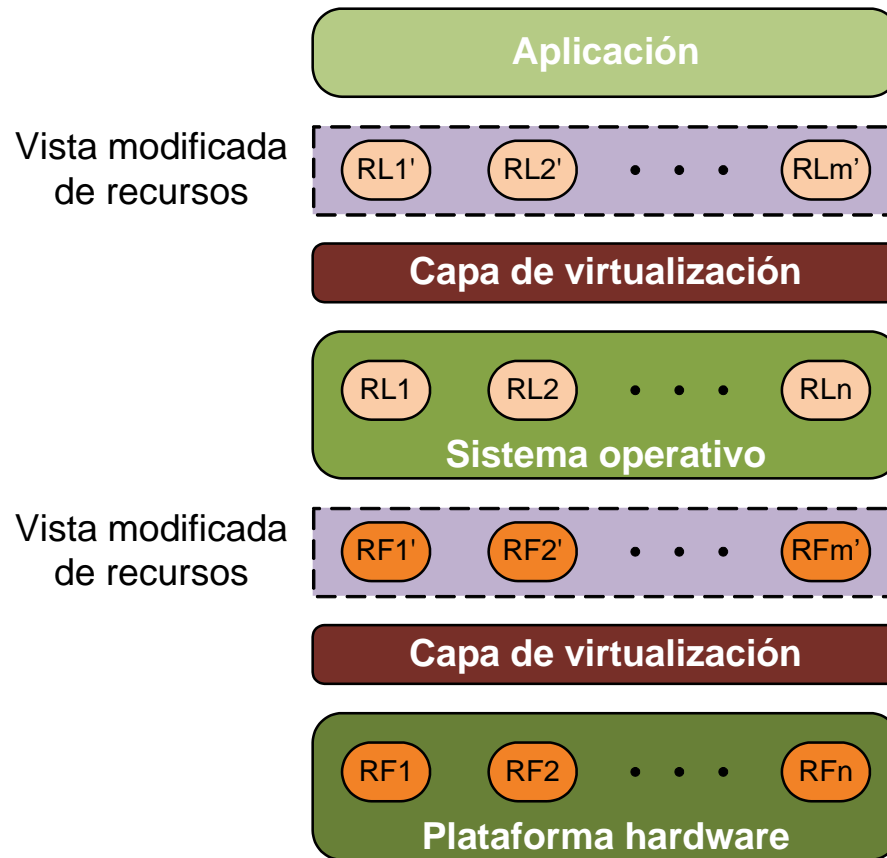 Aplicación
Vista modificada
de recursos
RL1' RL2' • • • RLm’
Capa de virtualización
RL1 RL2 • • • RLn
Sistema operativo
Vista modificada
de recursos
RF1' RF2' • • • RFm’
Capa de virtualización
RF1 RF2 • • • RFn
Plataforma hardware